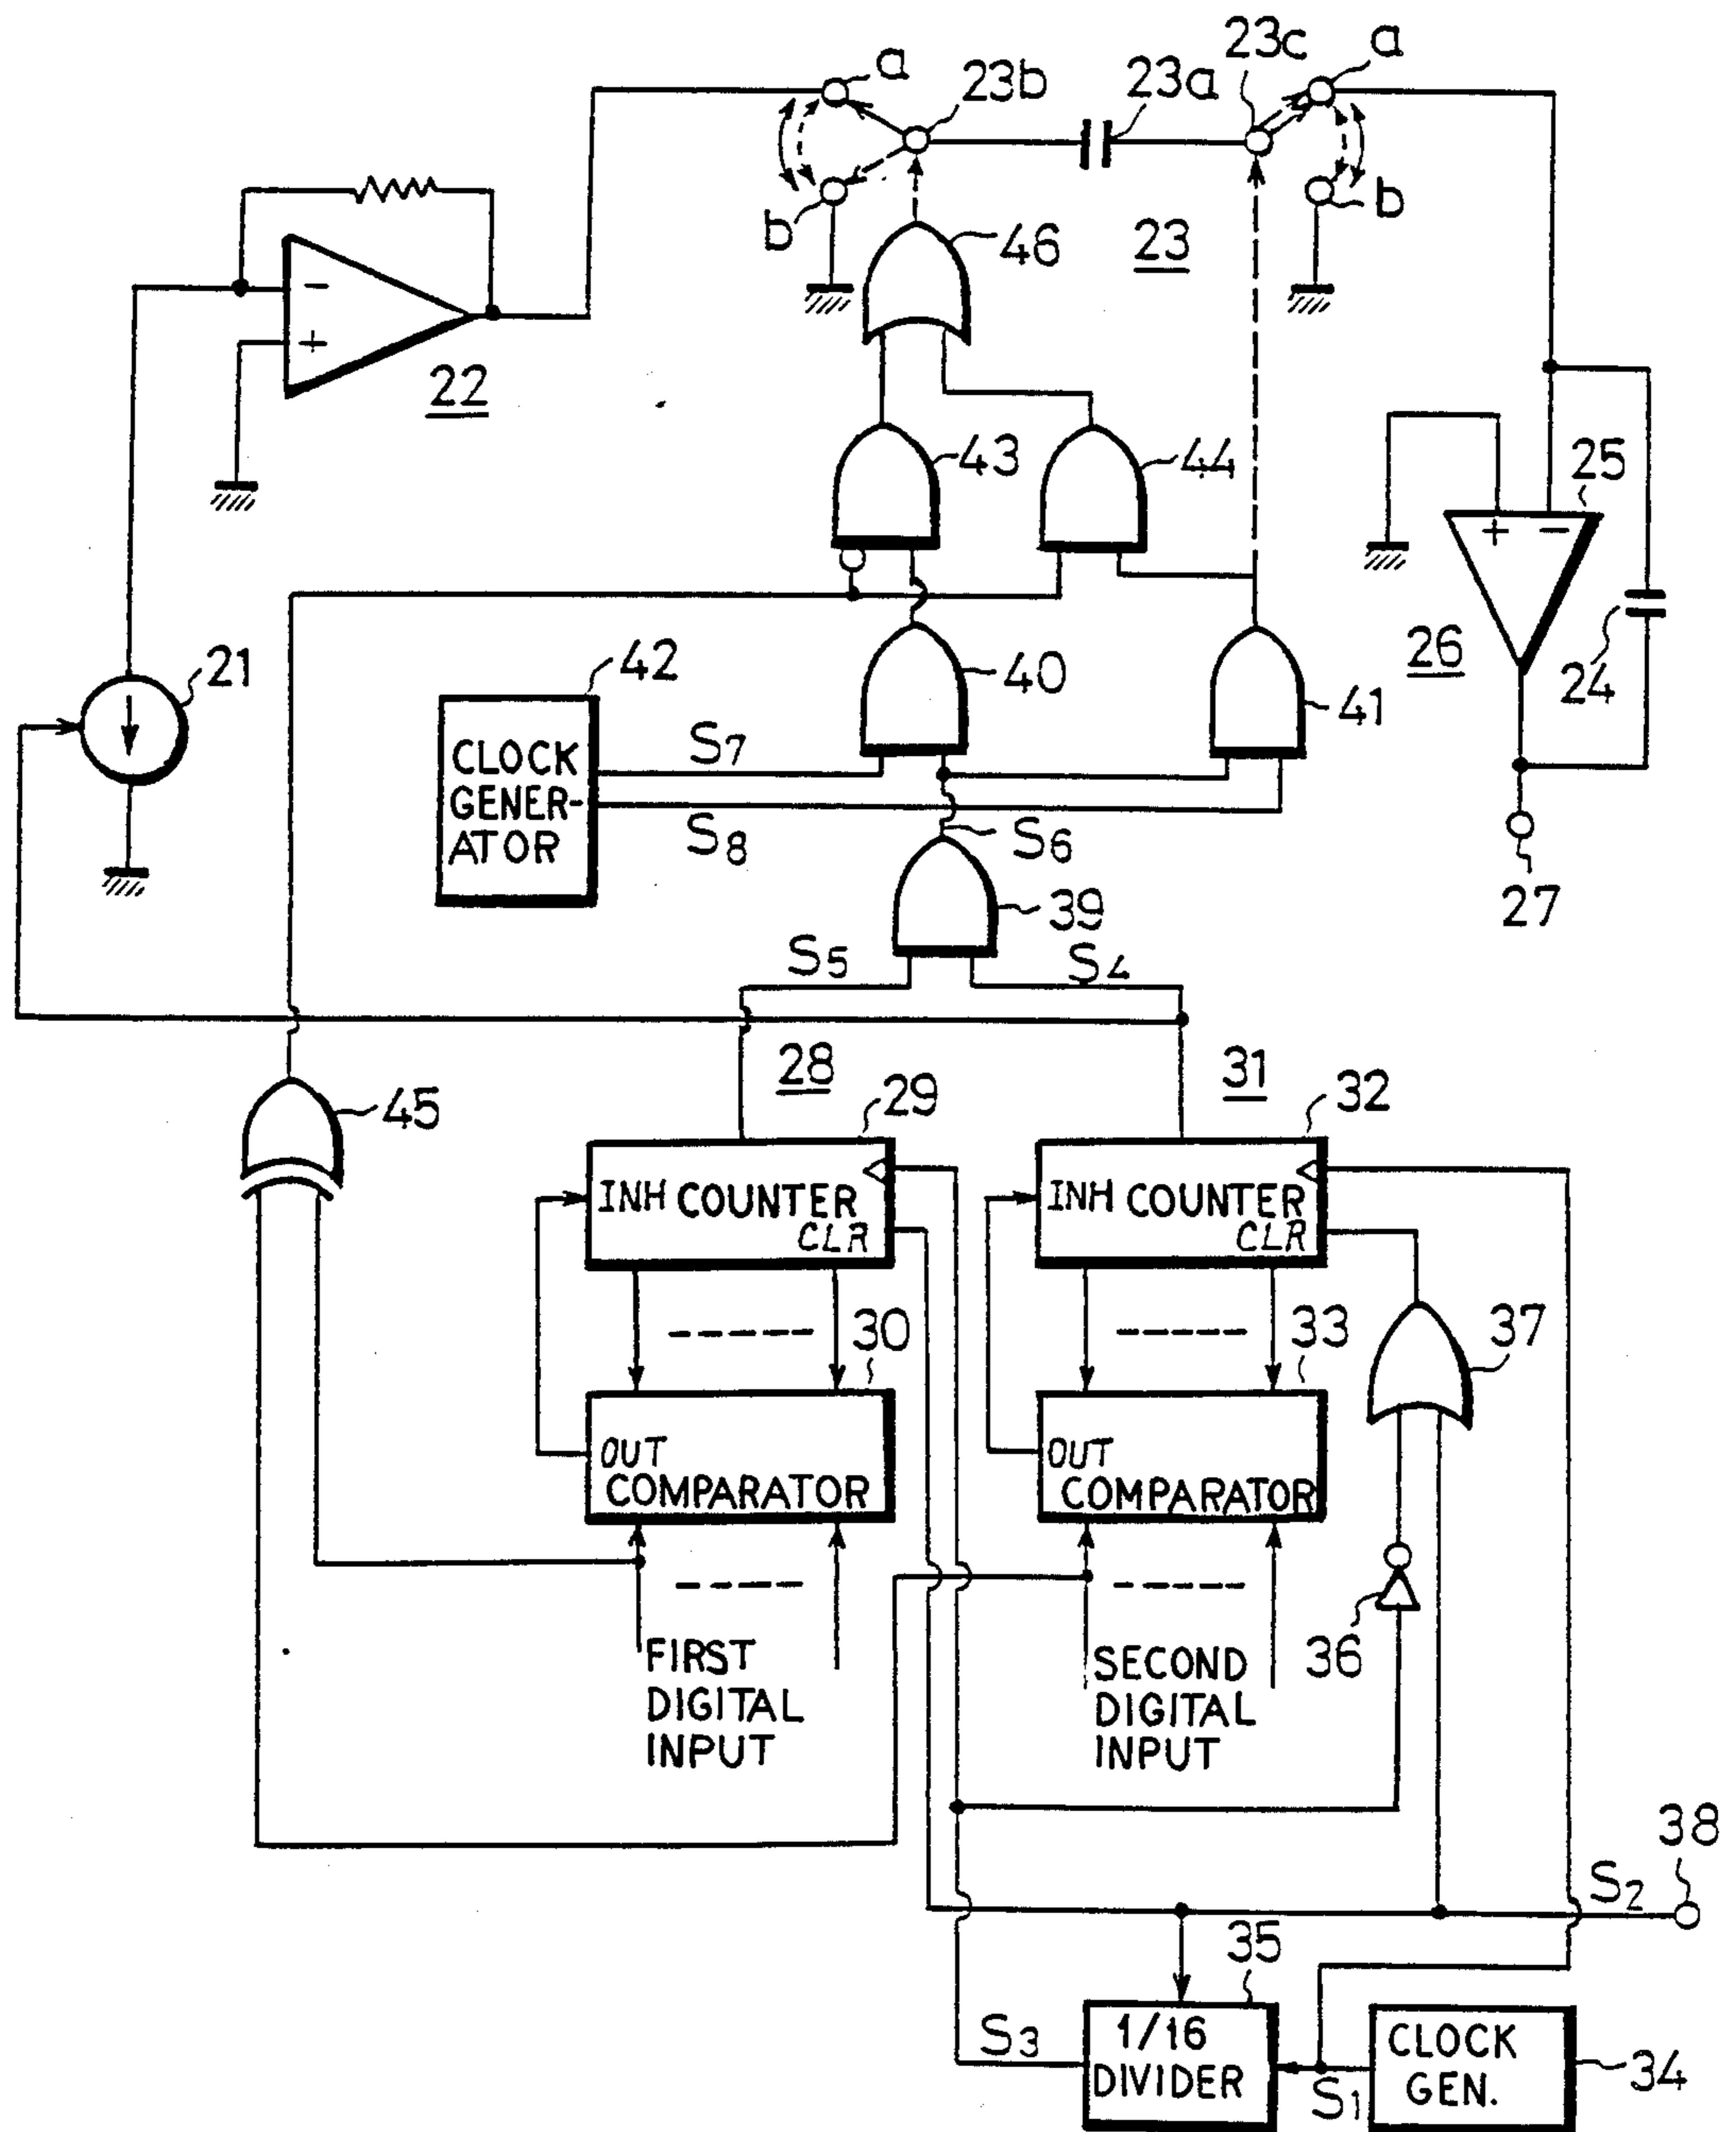 a
23b
23a
23c
a
b
46
23
b
−
+
22
43
44
25
+ −
21
42
40
41
26
24
CLOCK
GENER-
ATOR
S7
S8
S6
27
39
S5
S4
28
31
45
29
32
INH COUNTER
CLR
INH COUNTER
CLR
30
33
37
OUT
COMPARATOR
OUT
COMPARATOR
36
FIRST
DIGITAL
INPUT
SECOND
DIGITAL
INPUT
38
S2
35
S3
1/16
DIVIDER
S1
CLOCK
GEN.
34